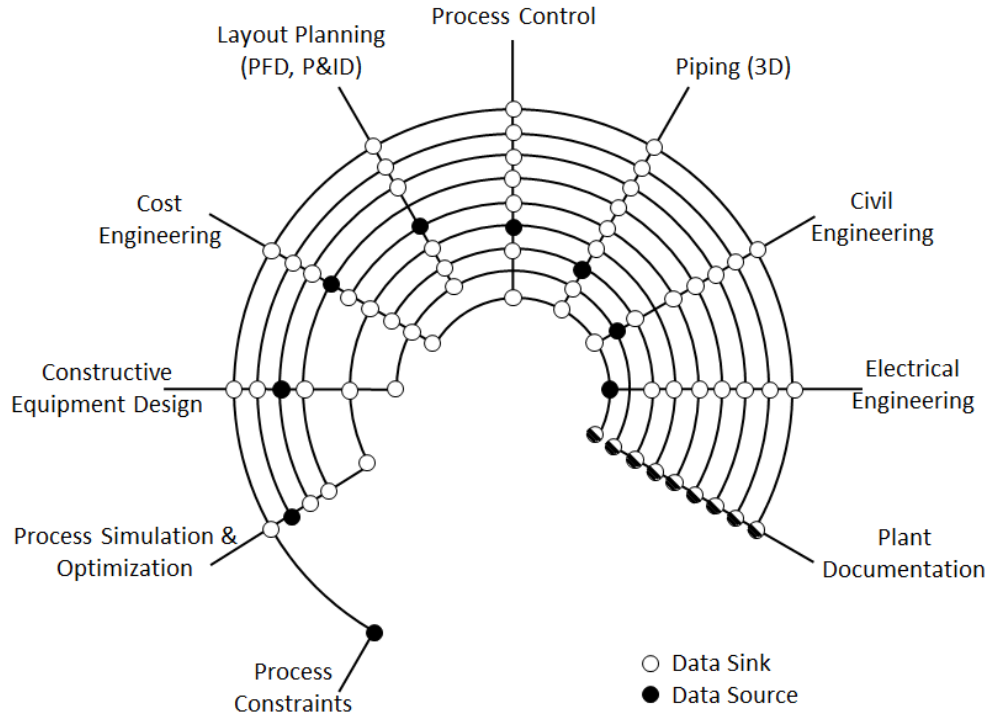 Process Control
Layout Planning
(PFD, P&ID)
Piping (3D)
Cost
Engineering
Civil
Engineering
Constructive
Equipment Design
Electrical
Engineering
Process Simulation &
Optimization
Plant
Documentation
Process
Constraints
Data Sink
Data Source